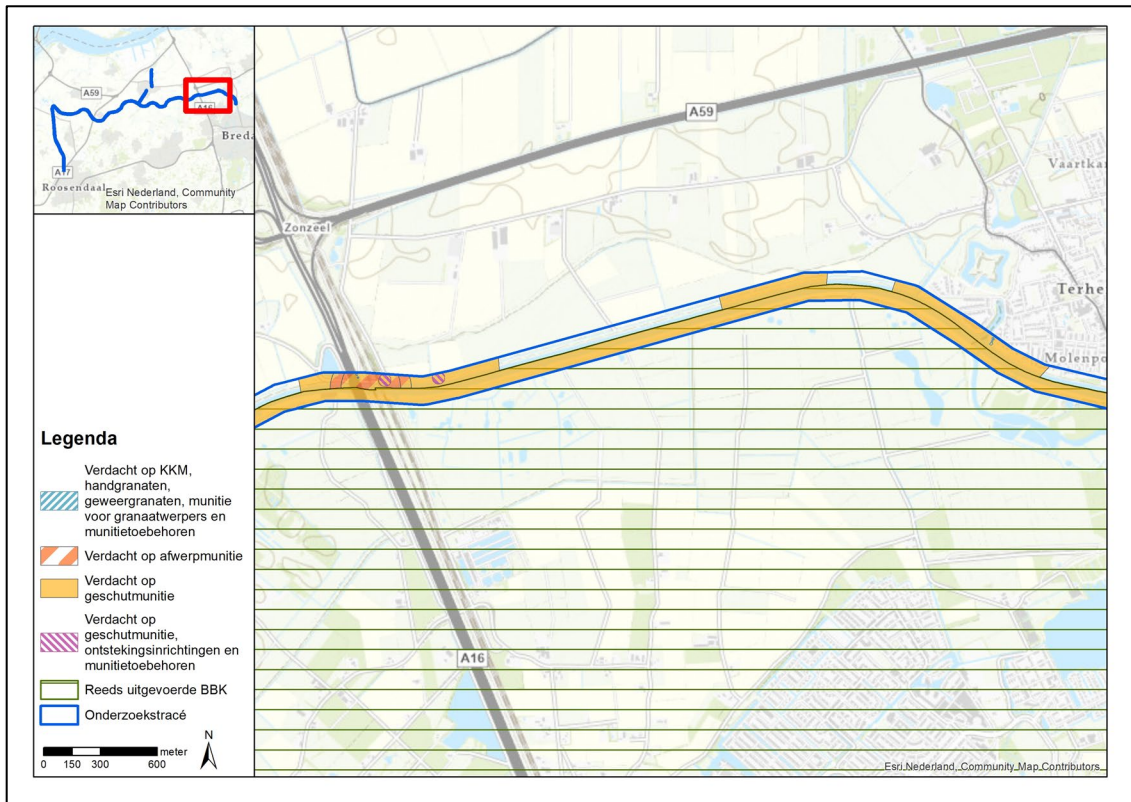 A59
A16
Breda
A17
Roosendaal
Esri Nederland, Community
Map Contributors
A59
Vaartkan
Zonzeel
Terhe
Molenpo
A16
Legenda
Verdacht op KKM,
handgranaten,
geweergranaten, munitie
voor granaatwerpers en
munitietoebehoren
Verdacht op afwerpmunitie
Verdacht op
geschutmunitie
Verdacht op
geschutmunitie,
ontstekingsinrichtingen en
munitietoebehoren
Reeds uitgevoerde BBK
Onderzoekstracé
meter
0 150 300 600
N
Esri Nederland, Community Map Contributors